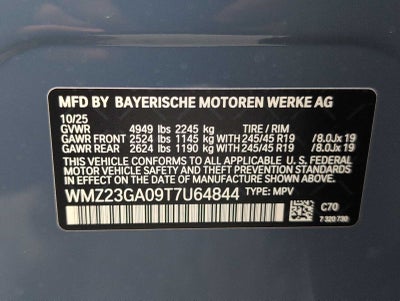 MFD BY BAYERISCHE MOTOREN WERKE AG
10/25
GVWR 4949 lbs 2245 kg TIRE / RIM
GAWR FRONT 2524 lbs 1145 kg WITH 245/45 R19 /8.0Jx 19
GAWR REAR 2624 lbs 1190 kg WITH 245/45 R19 /8.0Jx 19
THIS VEHICLE CONFORMS TO ALL APPLICABLE U.S. FEDERAL
MOTOR VEHICLE SAFETY, BUMPER, AND THEFT PREVENTION
STANDARDS IN EFFECT ON THE DATE OF MANUFACTURE SHOWN ABOVE.
WMZ23GA09T7U64844 TYPE: MPV
C70
7 320 730